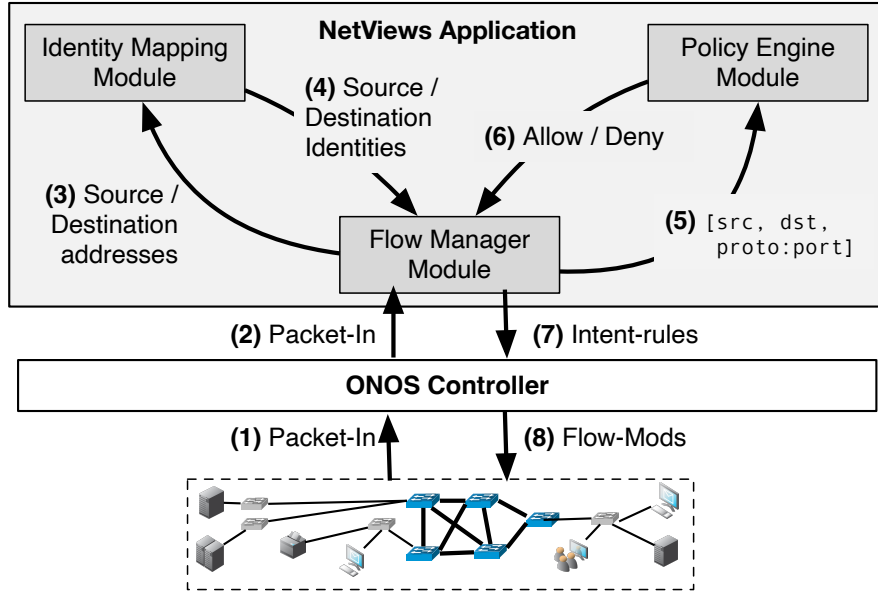 NetViews Application
Identity Mapping
Module
Policy Engine
Module
(4) Source /
Destination
Identities
(6) Allow / Deny
(3) Source /
Destination
addresses
(5) [src, dst,
proto:port]
Flow Manager
Module
(2) Packet-In
(7) Intent-rules
ONOS Controller
(1) Packet-In
(8) Flow-Mods